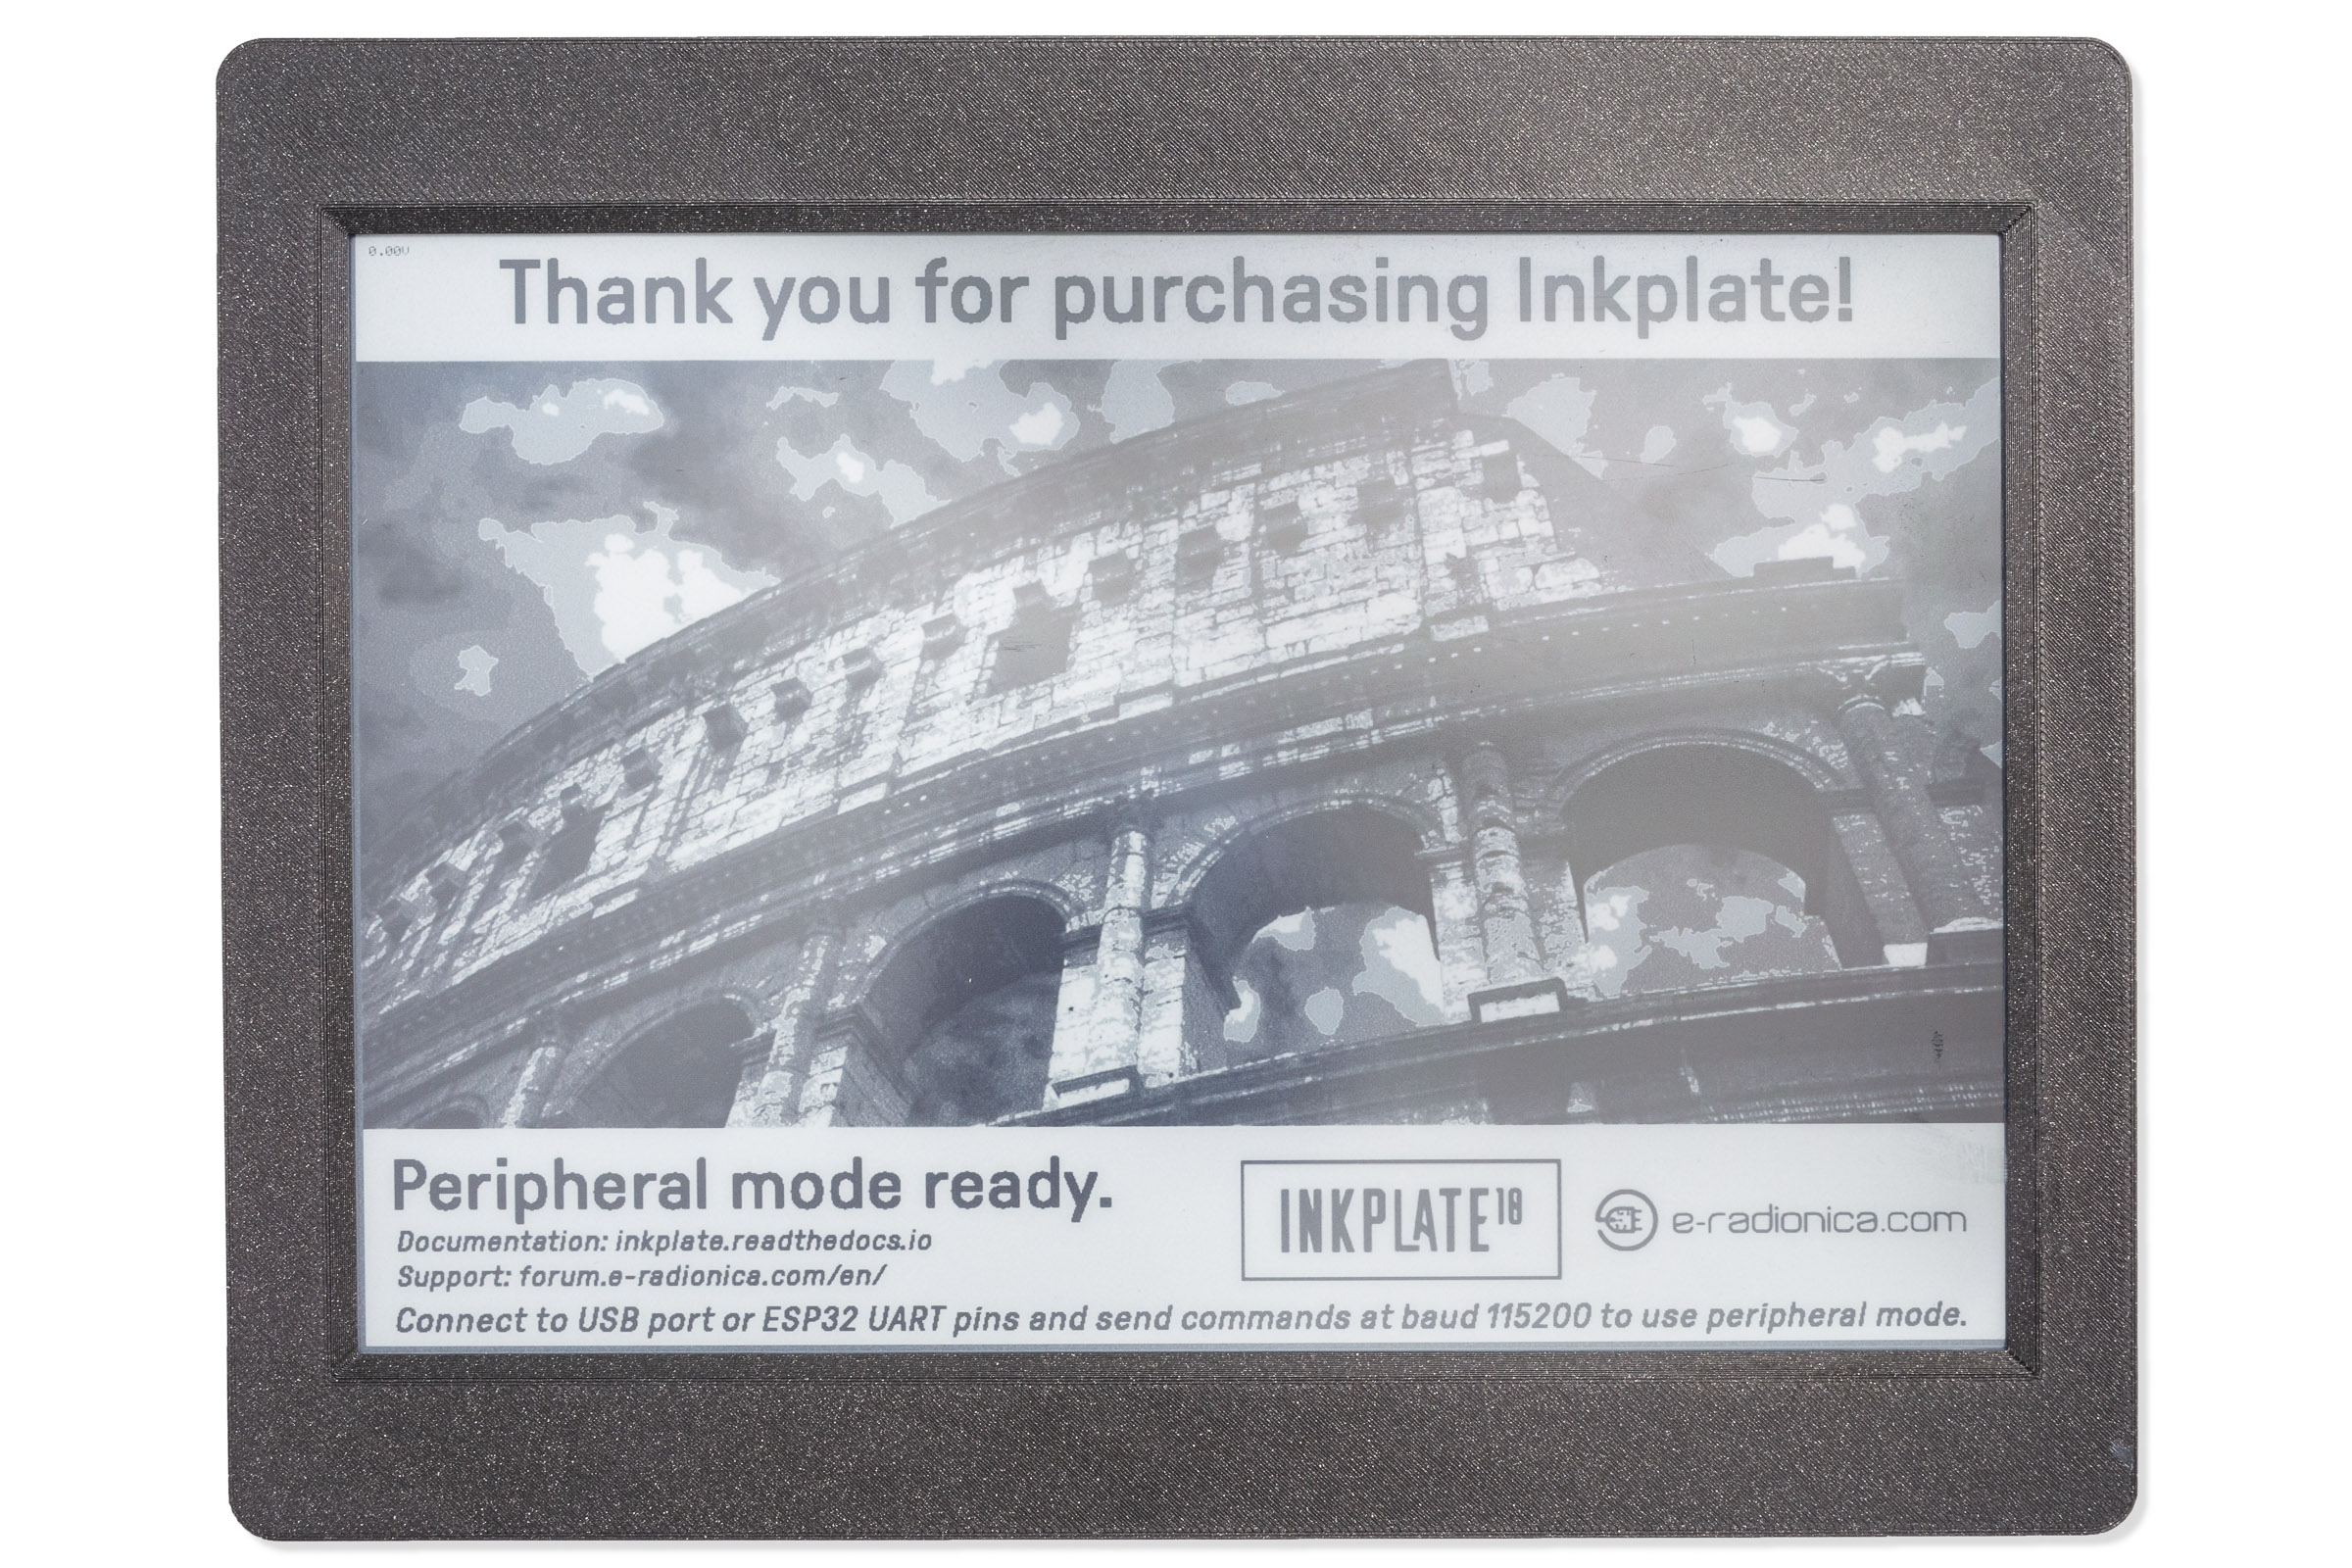 0.00V
Thank you for purchasing Inkplate!
Peripheral mode ready.
Documentation: inkplate.readthedocs.io
Support: forum.e-radionica.com/en/
INKPLATE10
e-radionica.com
Connect to USB port or ESP32 UART pins and send commands at baud 115200 to use peripheral mode.